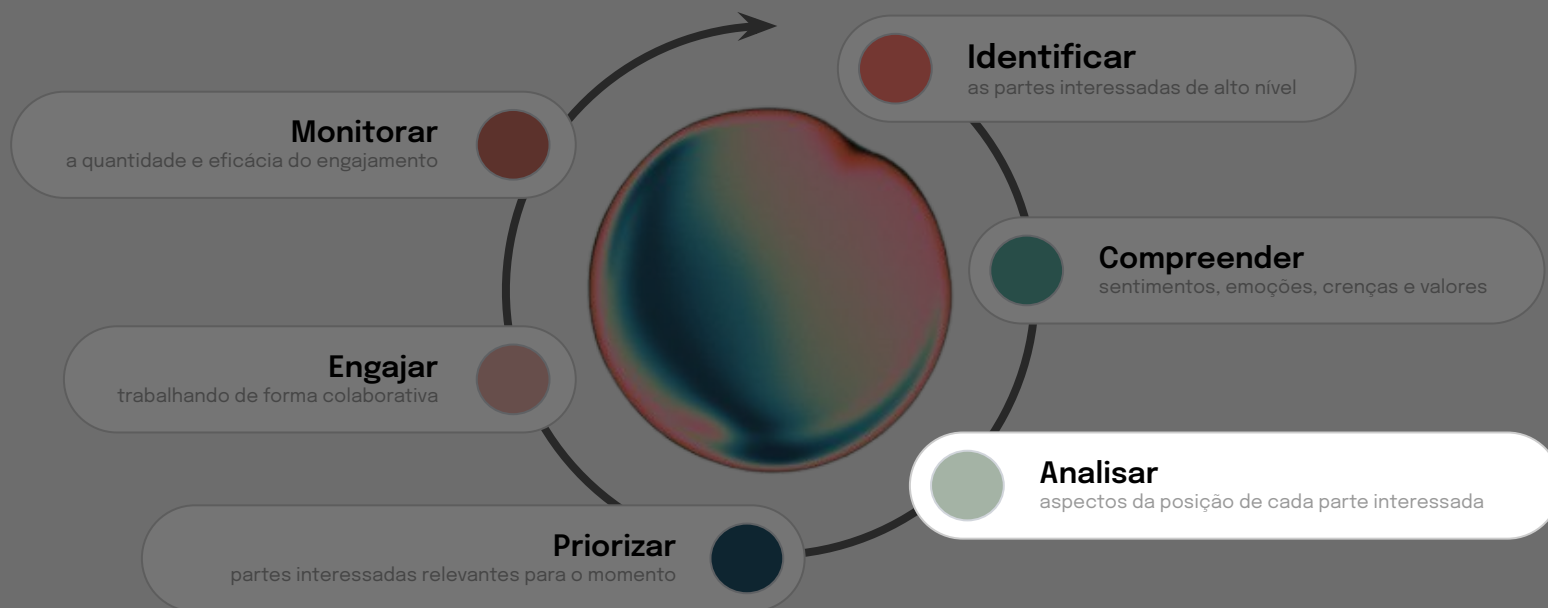 Identificar
as partes interessadas de alto nível
Monitorar
a quantidade e eficácia do engajamento
Compreender
sentimentos, emoções, crenças e valores
Engajar
trabalhando de forma colaborativa
Analisar
aspectos da posição de cada parte interessada
Priorizar
partes interessadas relevantes para o momento